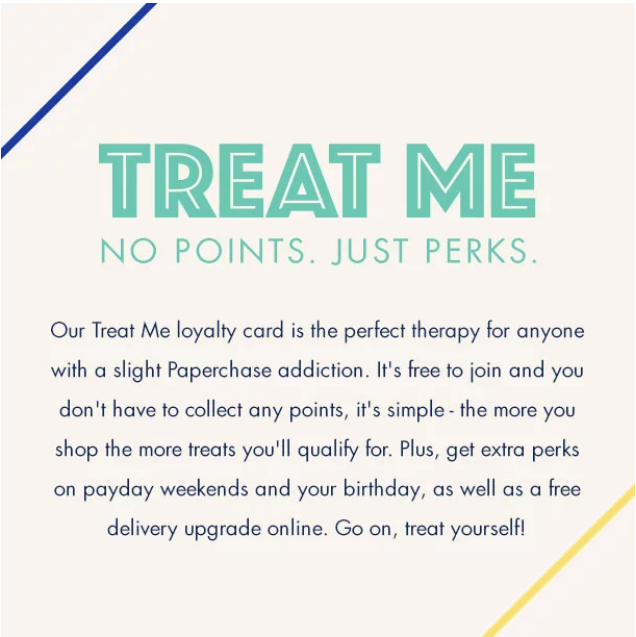 TREAT ME
NO POINTS. JUST PERKS.
Our Treat Me loyalty card is the perfect therapy for anyone
with a slight Paperchase addiction. It's free to join and you
don't have to collect any points, it's simple - the more you
shop the more treats you'll qualify for. Plus, get extra perks
on payday weekends and your birthday, as well as a free
delivery upgrade online. Go on, treat yourself!